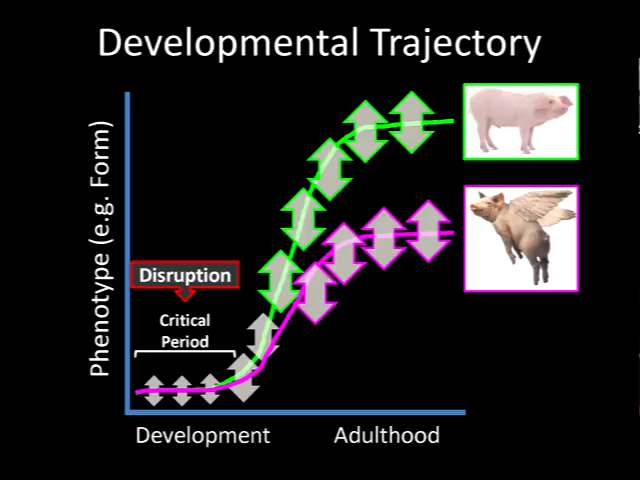 Developmental Trajectory
Phenotype (e.g. Form)
Disruption
Critical
Period
Development
Adulthood